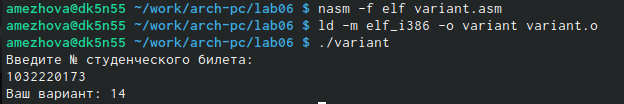 amezhova@dk5n55 ~/work/arch-pc/lab06 $ nasm -f elf variant.asm
amezhova@dk5n55 ~/work/arch-pc/lab06 $ ld -m elf_i386 -o variant variant.o
amezhova@dk5n55 ~/work/arch-pc/lab06 $ ./variant
Введите № студенческого билета:
1032220173
Ваш вариант: 14